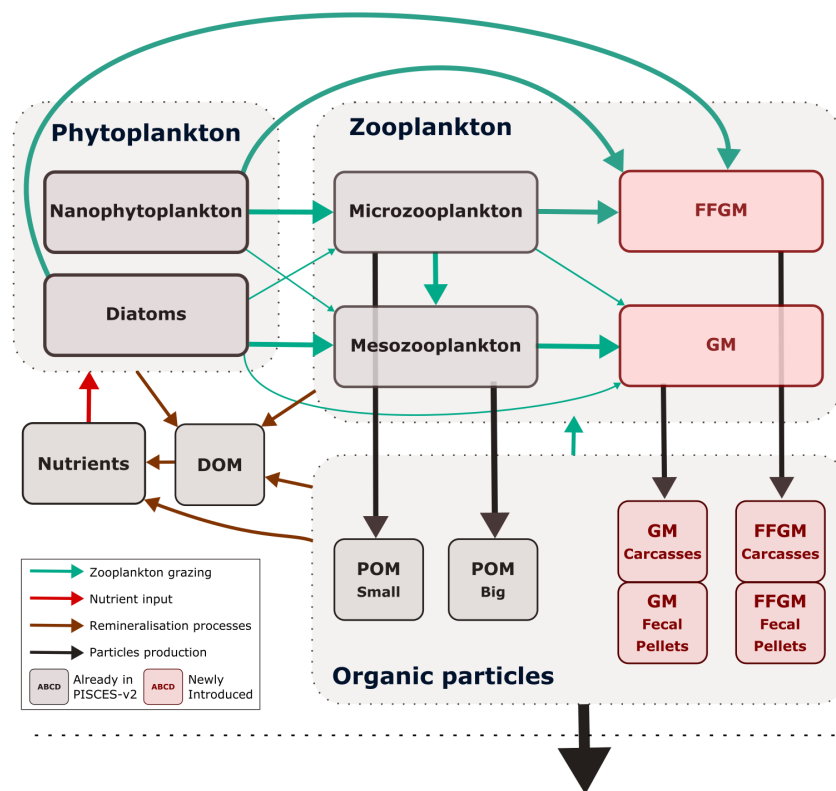 Phytoplankton
Zooplankton
Nanophytoplankton
Microzooplankton
FFGM
Diatoms
Mesozooplankton
GM
Nutrients
DOM
POM
Small
POM
Big
GM
Carcasses
FFGM
Carcasses
GM
Fecal
Pellets
FFGM
Fecal
Pellets
Organic particles
Zooplankton grazing
Nutrient input
Remineralisation processes
Particles production
ABCD
Already in
PISCES-v2
ABCD
Newly
Introduced